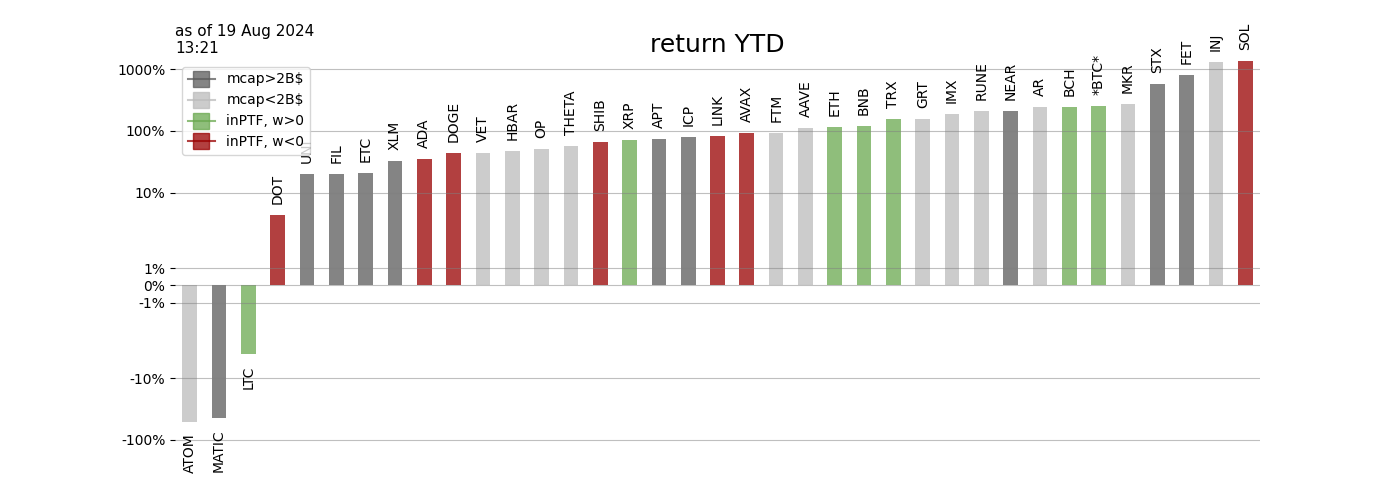 as of 19 Aug 2024
13:21
return YTD
mcap>2B$
mcap<2B$
inPTF, w>0
inPTF, w<0
1000%
100%
10%
1%
0%
-1%
-10%
-100%
ATOM
MATIC
LTC
DOT
UNI
FIL
ETC
XLM
ADA
DOGE
VET
HBAR
OP
THETA
SHIB
XRP
APT
ICP
LINK
AVAX
FTM
AAVE
ETH
BNB
TRX
GRT
IMX
RUNE
NEAR
AR
BCH
*BTC*
MKR
STX
FET
INJ
SOL